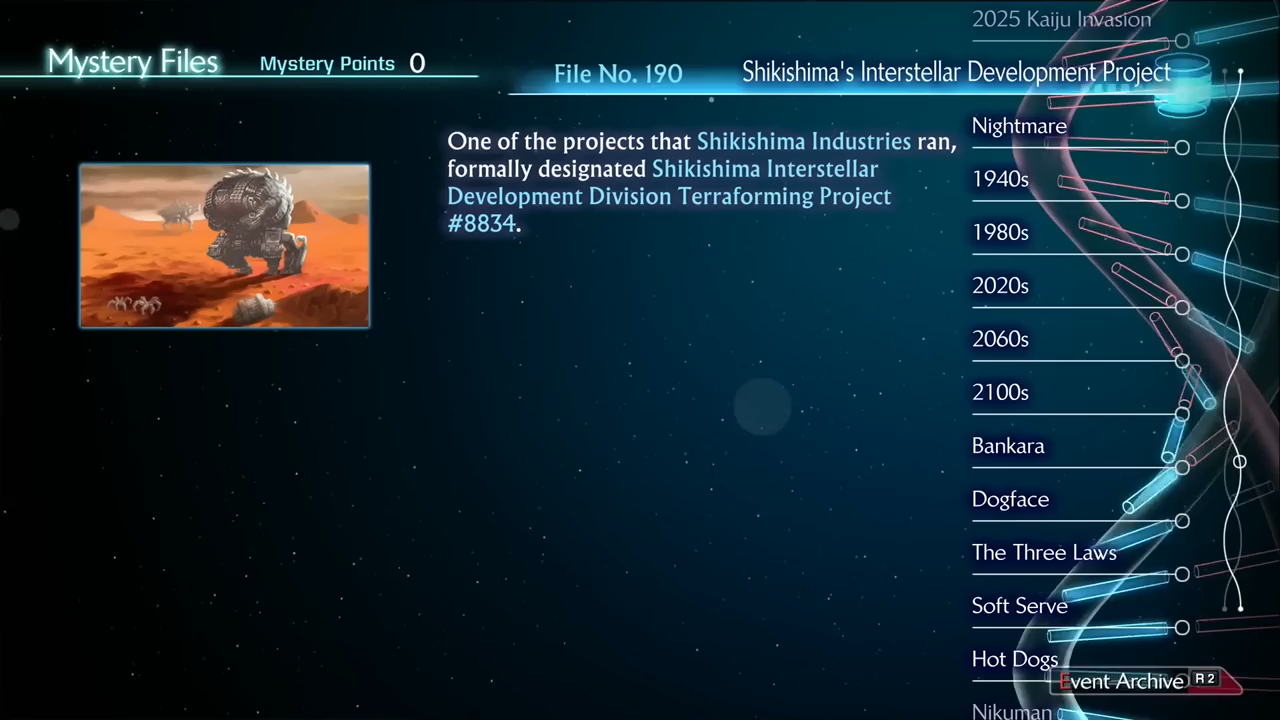 2025 Kaiju Invasion
Mystery Files
Mystery Points 0
File No. 190
Shikishima's Interstellar Development Project
One of the projects that Shikishima Industries ran,
formally designated Shikishima Interstellar
Development Division Terraforming Project
#8834.
Nightmare
1940s
1980s
2020s
2060s
2100s
Bankara
Dogface
The Three Laws
Soft Serve
Hot Dogs
Event Archive R2
Nikuman